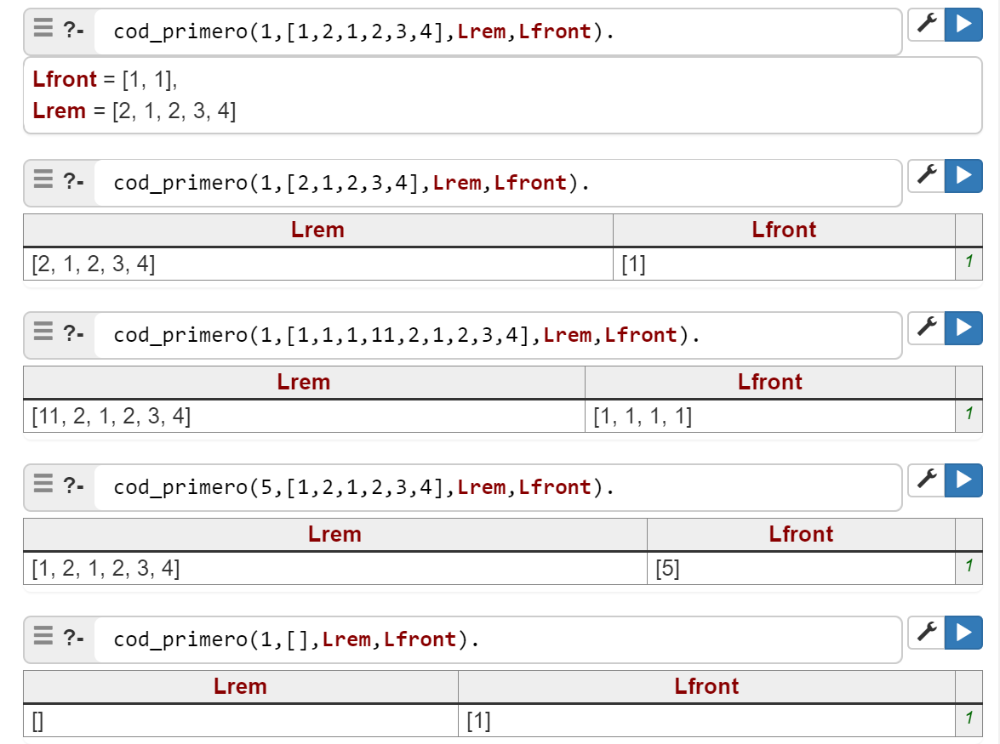 ?- cod_primero(1,[1,2,1,2,3,4],Lrem,Lfront).
Lfront = [1, 1],
Lrem = [2, 1, 2, 3, 4]
?- cod_primero(1,[2,1,2,3,4],Lrem,Lfront).
Lrem Lfront
[2, 1, 2, 3, 4] [1] 1
?- cod_primero(1,[1,1,1,11,2,1,2,3,4],Lrem,Lfront).
Lrem Lfront
[11, 2, 1, 2, 3, 4] [1, 1, 1, 1] 1
?- cod_primero(5,[1,2,1,2,3,4],Lrem,Lfront).
Lrem Lfront
[1, 2, 1, 2, 3, 4] [5] 1
?- cod_primero(1,[],Lrem,Lfront).
Lrem Lfront
[] [1] 1